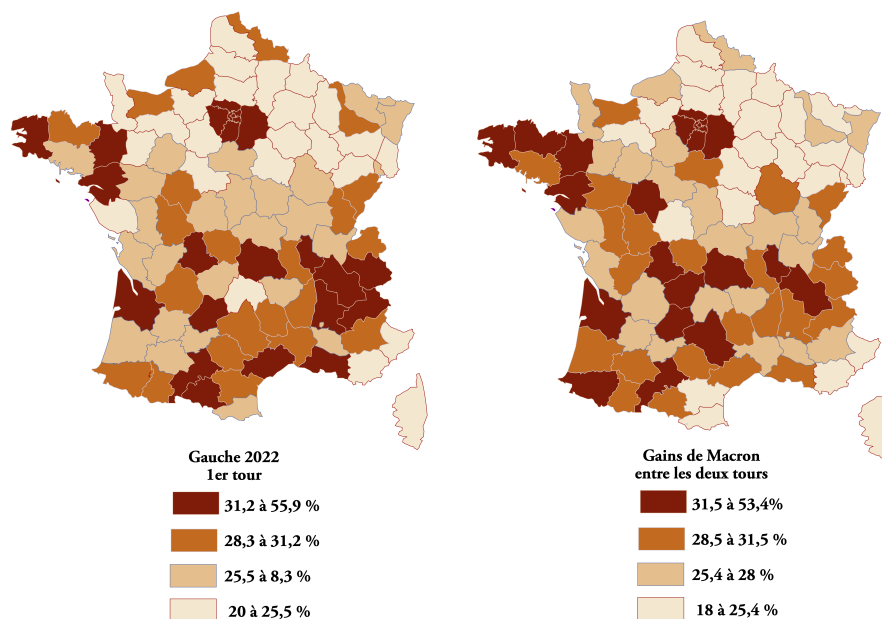 Gauche 2022
1er tour
31,2 à 55,9 %
28,3 à 31,2 %
25,5 à 8,3 %
20 à 25,5 %
Gains de Macron
entre les deux tours
31,5 à 53,4%
28,5 à 31,5 %
25,4 à 28 %
18 à 25,4 %